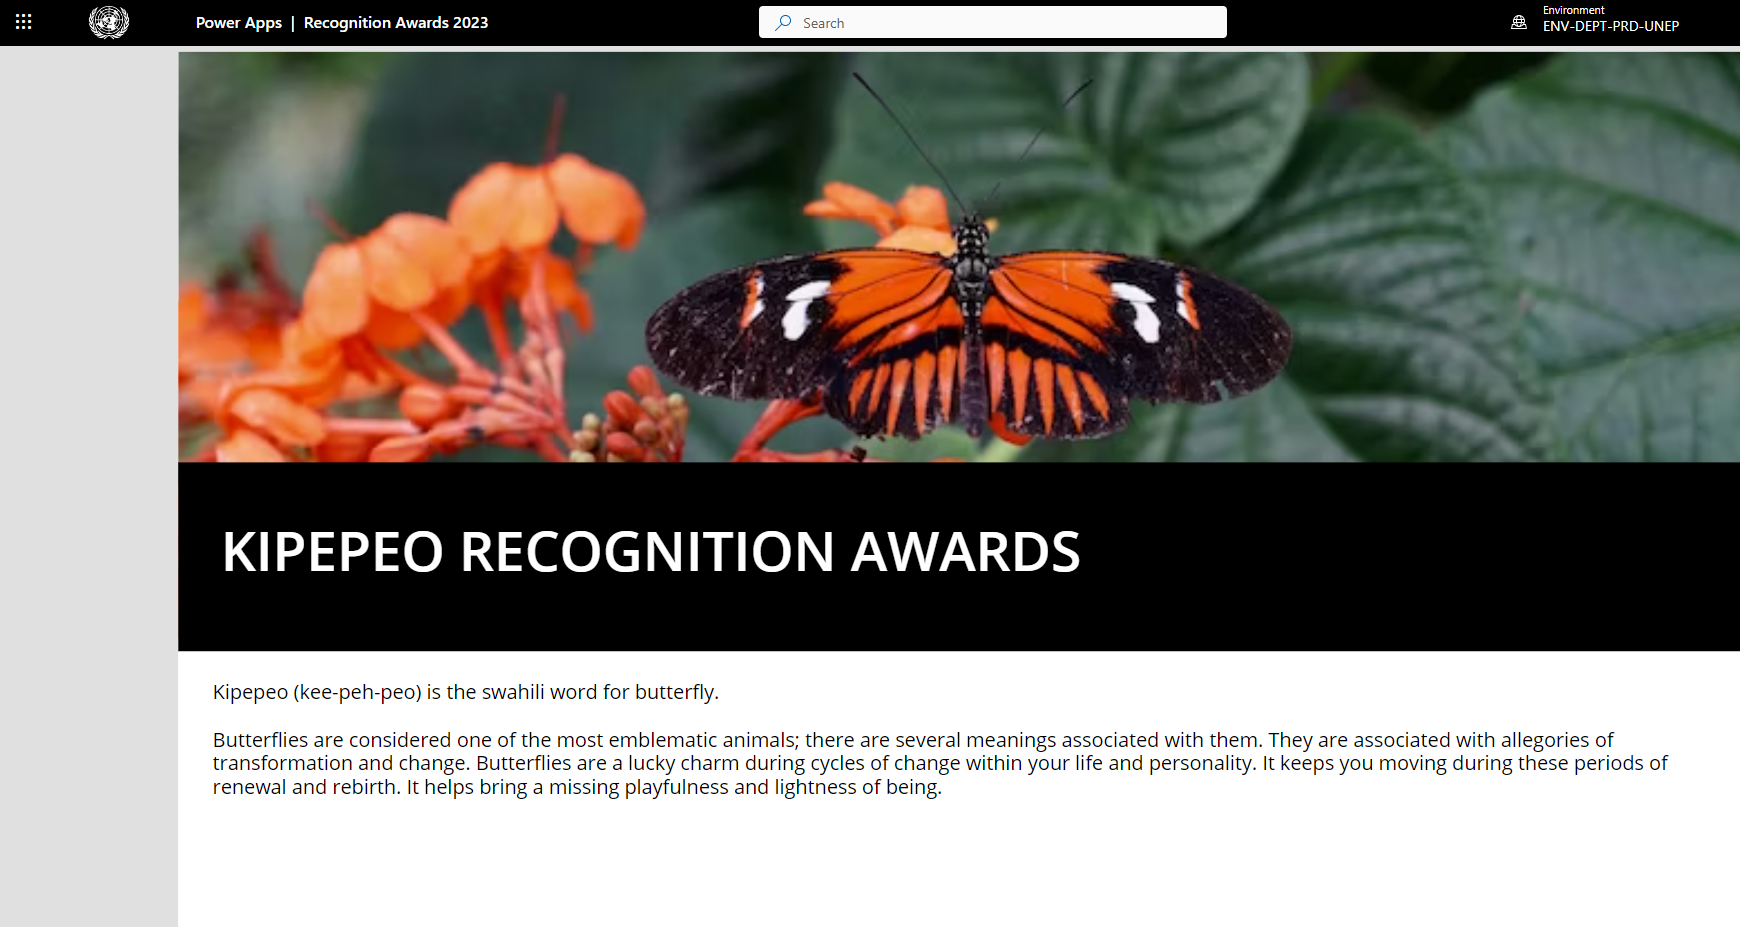 Power Apps | Recognition Awards 2023
Search
Environment
ENV-DEPT-PRD-UNEP
KIPEPEO RECOGNITION AWARDS
Kipepeo (kee-peh-peo) is the swahili word for butterfly.
Butterflies are considered one of the most emblematic animals; there are several meanings associated with them. They are associated with allegories of
transformation and change. Butterflies are a lucky charm during cycles of change within your life and personality. It keeps you moving during these periods of
renewal and rebirth. It helps bring a missing playfulness and lightness of being.